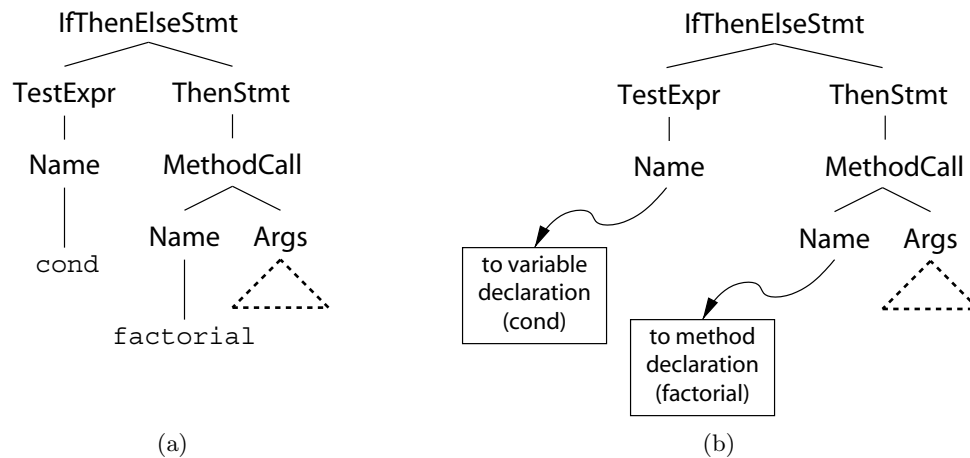 IfThenElseStmt
TestExpr ThenStmt
Name MethodCall
Name Args
cond
factorial
(a)
IfThenElseStmt
TestExpr ThenStmt
Name MethodCall
Name Args
to variable
declaration
(cond)
to method
declaration
(factorial)
(b)